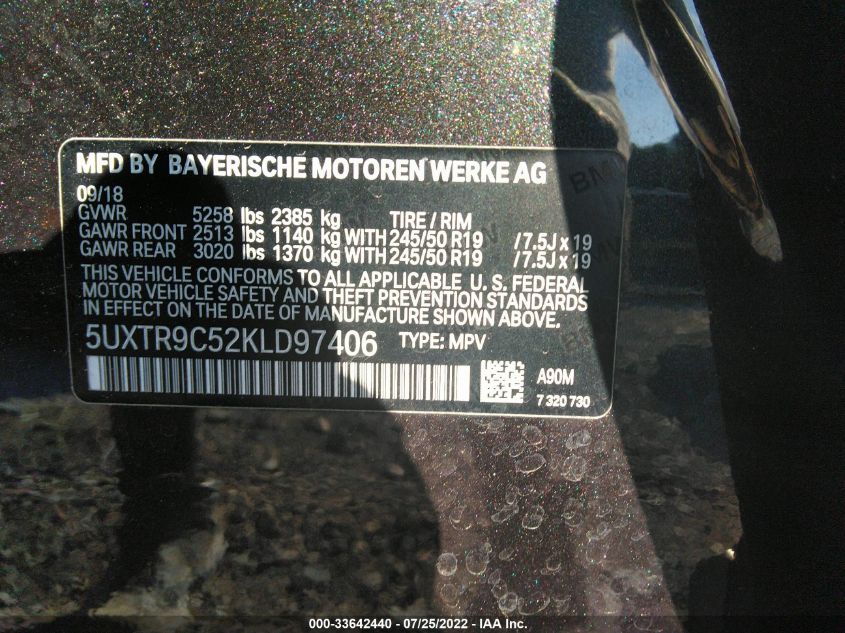 MFD BY BAYERISCHE MOTOREN WERKE AG
09/18
GVWR 5258 lbs 2385 kg TIRE / RIM
GAWR FRONT 2513 lbs 1140 kg WITH 245/50 R19 /7.5J x 19
GAWR REAR 3020 lbs 1370 kg WITH 245/50 R19 /7.5J x 19
THIS VEHICLE CONFORMS TO ALL APPLICABLE U. S. FEDERAL
MOTOR VEHICLE SAFETY AND THEFT PREVENTION STANDARDS
IN EFFECT ON THE DATE OF MANUFACTURE SHOWN ABOVE.
5UXTR9C52KLD97406 TYPE: MPV
A90M
7 320 730
000-33642440 - 07/25/2022 - IAA Inc.